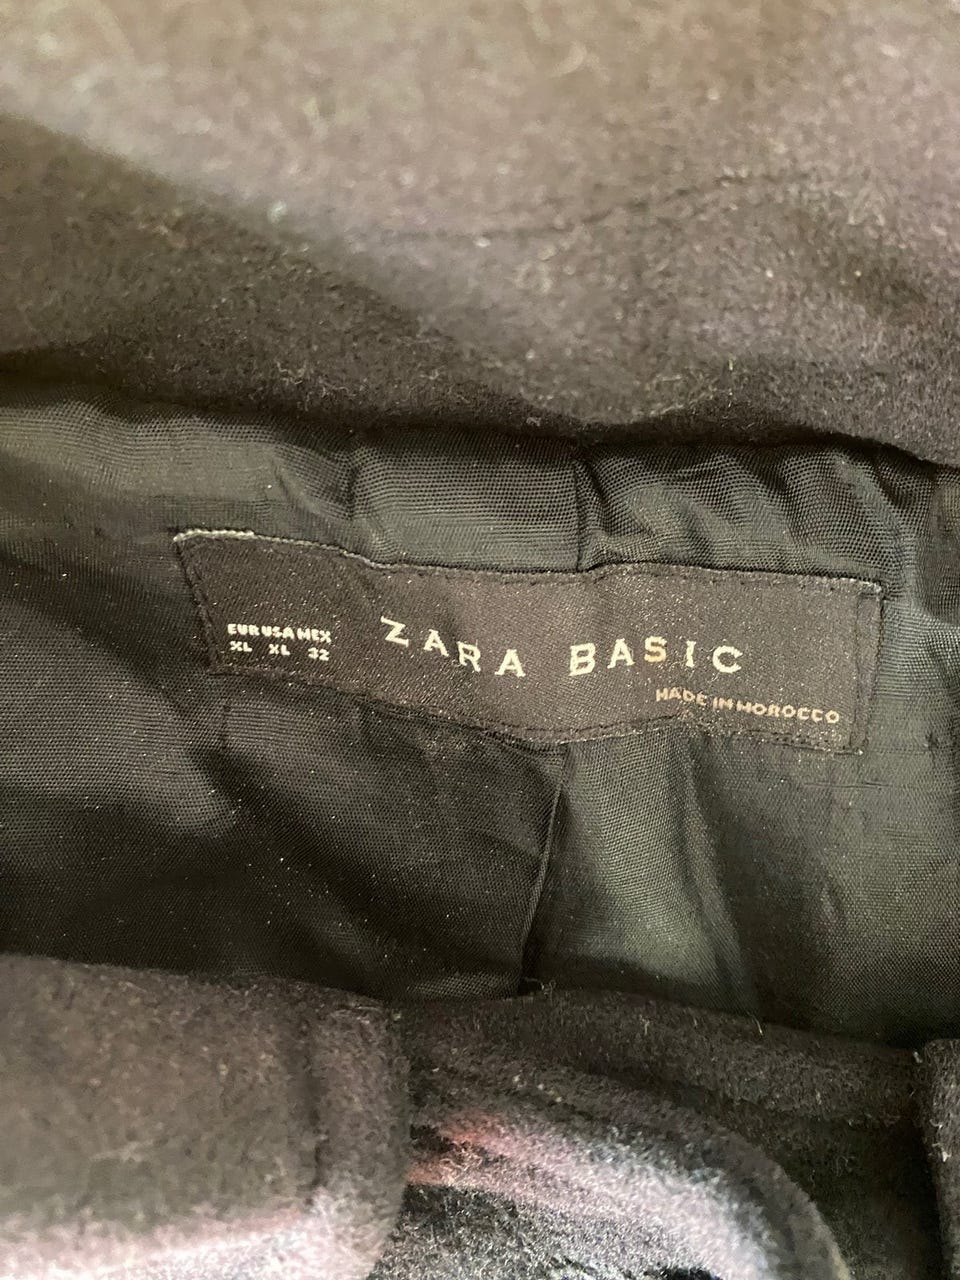 EUR USA MEX
XL XL 32
ZARA BASIC
MADE IN MOROCCO